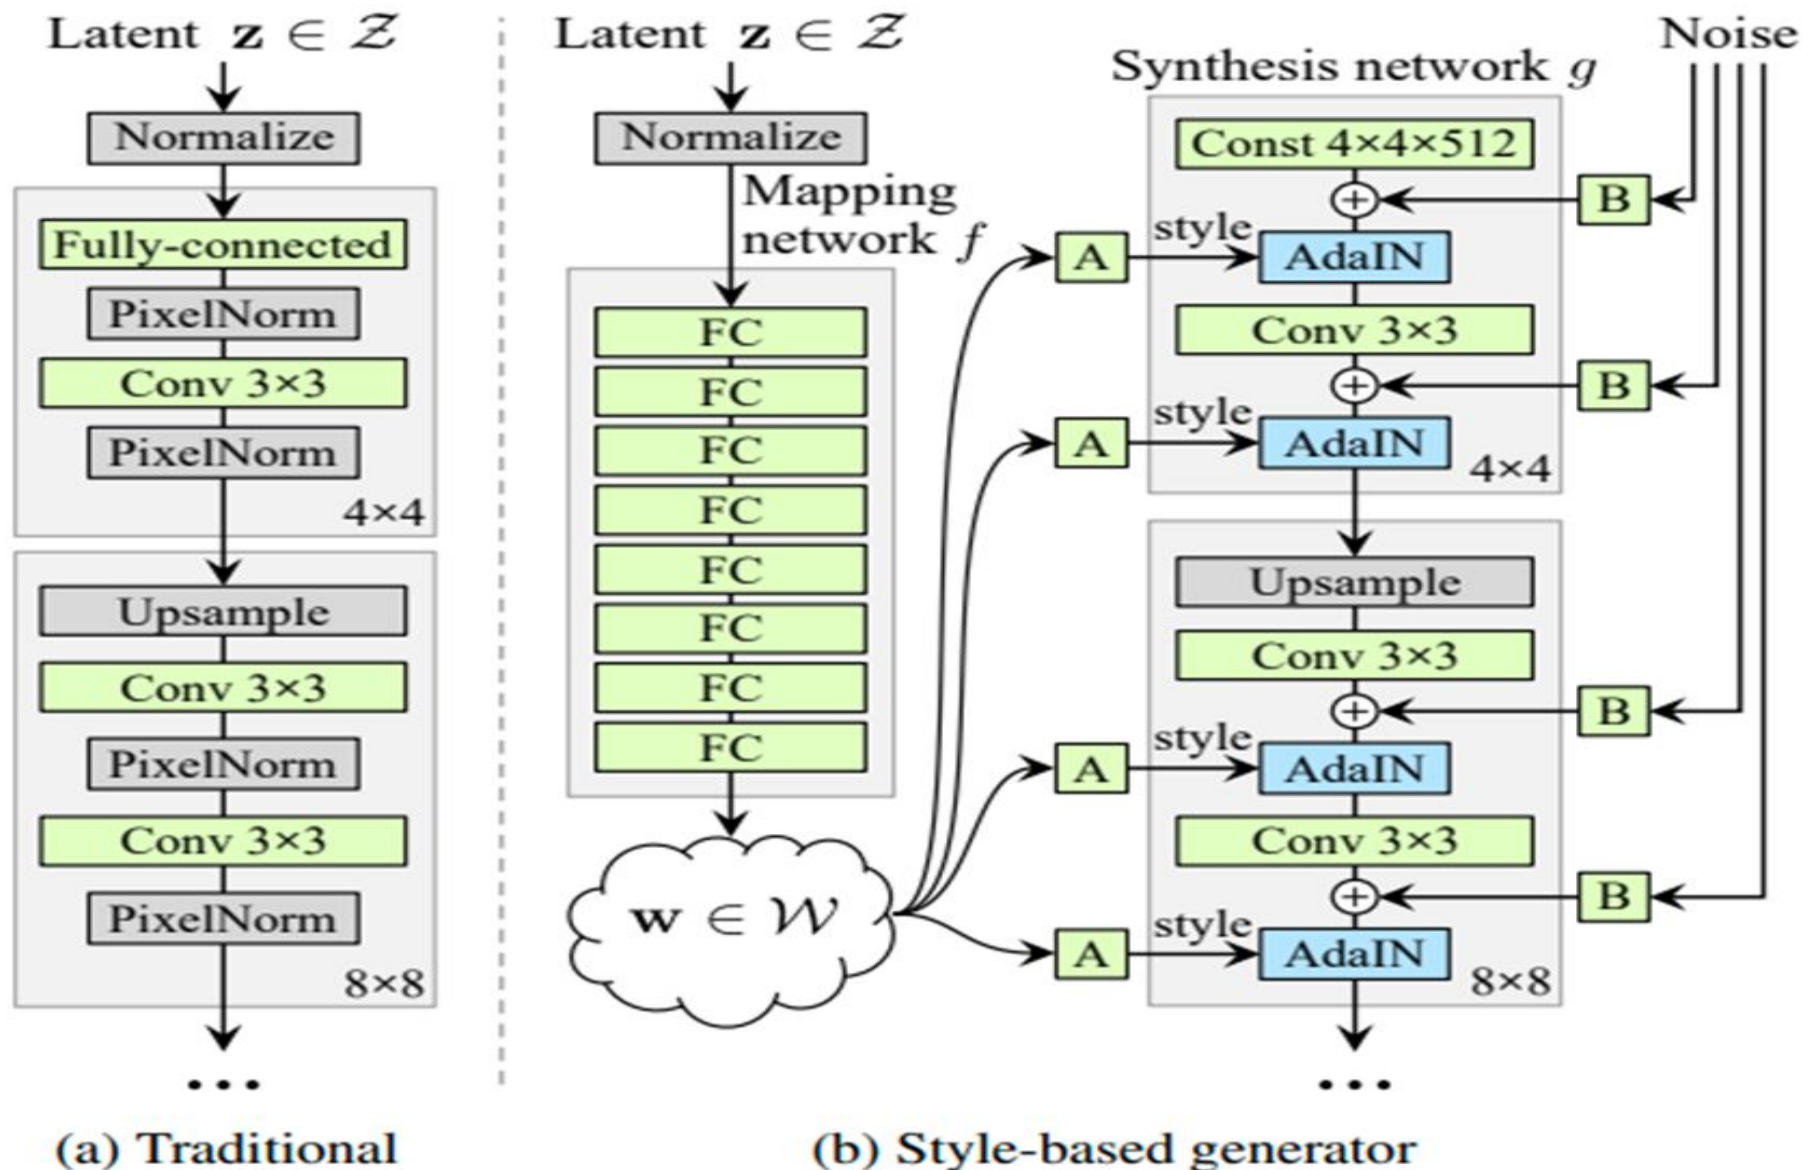 Latent z ∈ 𝒵
Normalize
Fully-connected
PixelNorm
Conv 3×3
PixelNorm
4×4
Upsample
Conv 3×3
PixelNorm
Conv 3×3
PixelNorm
8×8
...
(a) Traditional
Latent z ∈ 𝒵
Normalize
Mapping
network f
FC
FC
FC
FC
FC
FC
FC
FC
w ∈ 𝒲
A
style
A
style
A
style
A
style
Synthesis network g
Const 4×4×512
AdaIN
Conv 3×3
AdaIN
4×4
Upsample
Conv 3×3
AdaIN
Conv 3×3
AdaIN
8×8
...
Noise
B
B
B
B
(b) Style-based generator